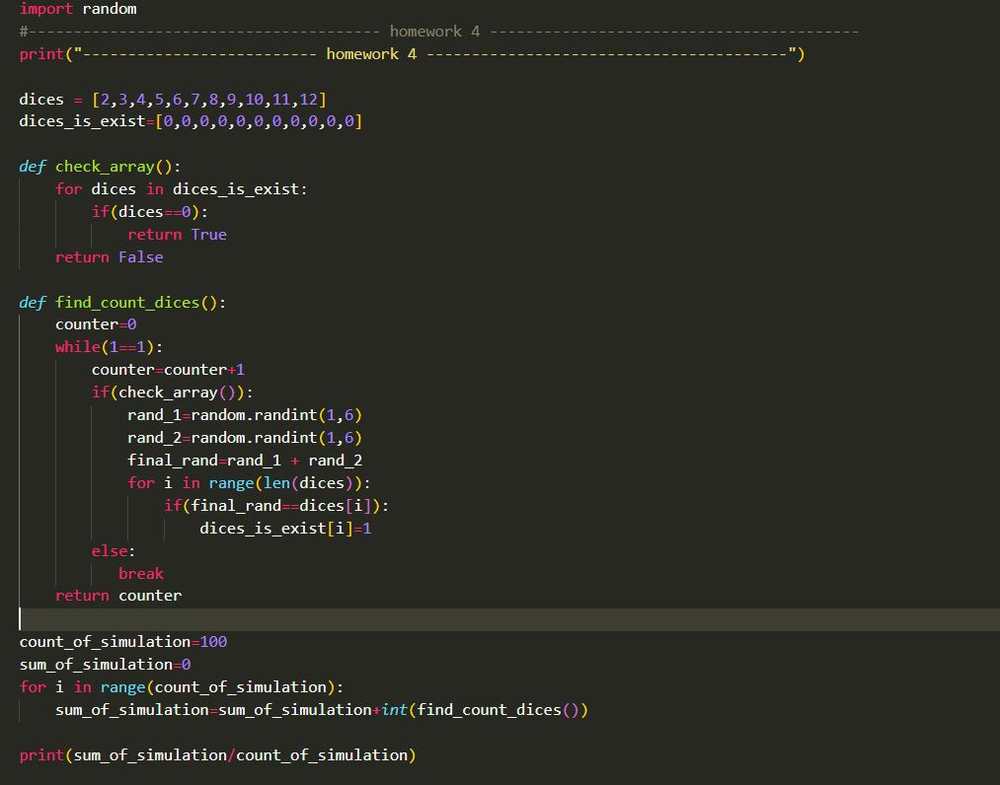 import random
#--------------------------------------- homework 4 -----------------------------------------
print("-------------------------- homework 4 ----------------------------------------")
dices = [2,3,4,5,6,7,8,9,10,11,12]
dices_is_exist=[0,0,0,0,0,0,0,0,0,0,0]
def check_array():
    for dices in dices_is_exist:
        if(dices==0):
            return True
    return False
def find_count_dices():
    counter=0
    while(1==1):
        counter=counter+1
        if(check_array()):
            rand_1=random.randint(1,6)
            rand_2=random.randint(1,6)
            final_rand=rand_1 + rand_2
            for i in range(len(dices)):
                if(final_rand==dices[i]):
                    dices_is_exist[i]=1
        else:
           break
    return counter
count_of_simulation=100
sum_of_simulation=0
for i in range(count_of_simulation):
    sum_of_simulation=sum_of_simulation+int(find_count_dices())
print(sum_of_simulation/count_of_simulation)